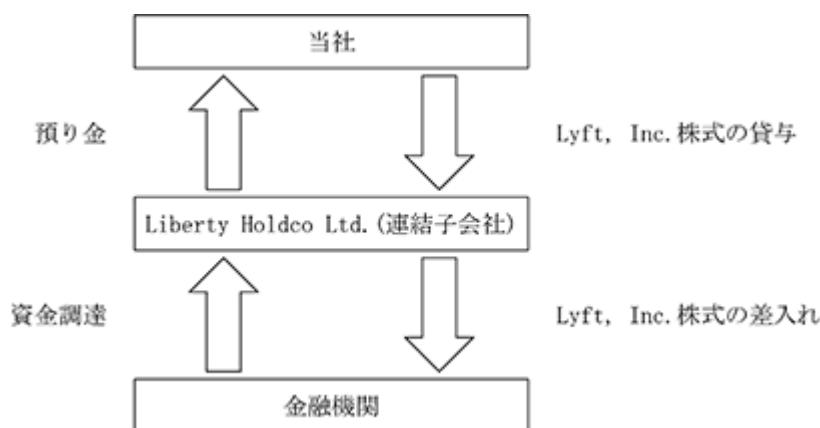 当社
預り金
Lyft, Inc.株式の貸与
Liberty Holdco Ltd.(連結子会社)
資金調達
Lyft, Inc.株式の差入れ
金融機関